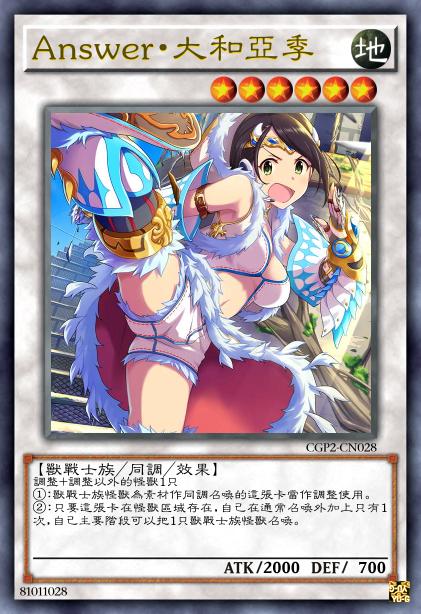 Answer・大和亞季
地
CGP2-CN028
【獸戰士族/同調/效果】
調整+調整以外的怪獸1只
①:獸戰士族怪獸為素材作同調召喚的這張卡當作調整使用。
②:只要這張卡在怪獸區域存在,自己在通常召喚外加上只有1
次,自己主要階段可以把1只獸戰士族怪獸召喚。
ATK/2000 DEF/ 700
81011028